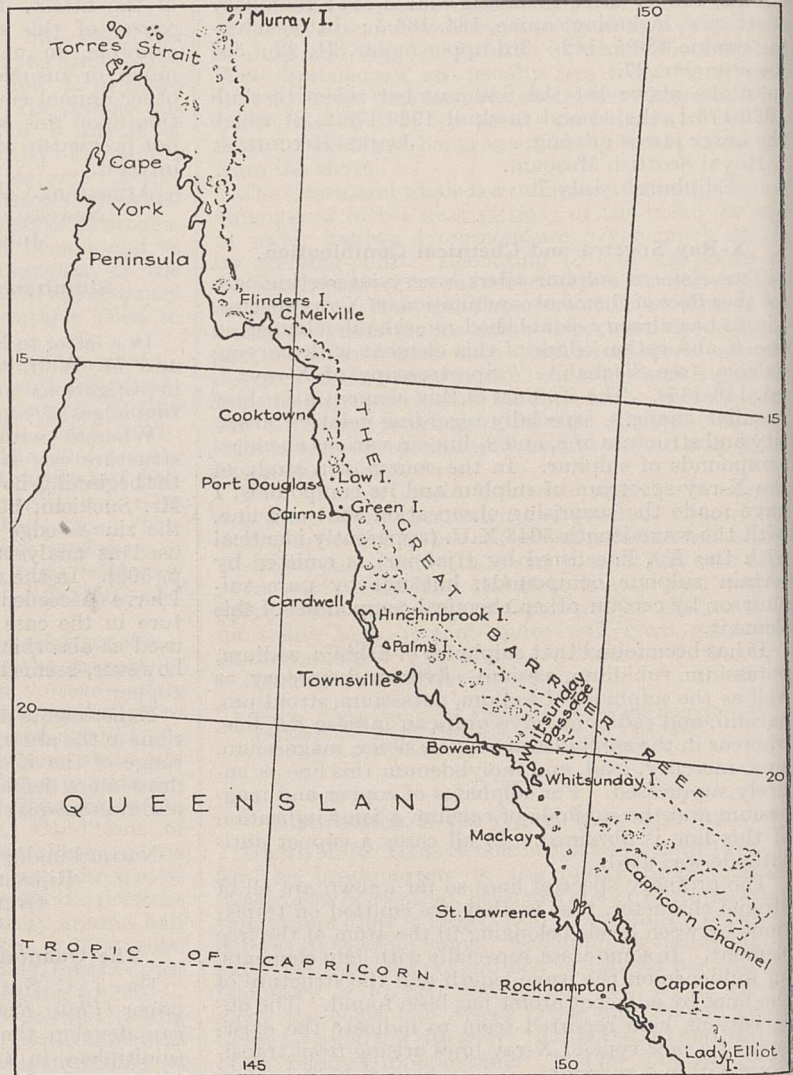 150
Murray I.
Torres Strait
Cape
York
Peninsula
Flinders I.
C. Melville
15
15
Cooktown
THE GREAT BARRIER REEF
Port Douglas
Low I.
Cairns
Green I.
Cardwell
Hinchinbrook I.
Palms I.
Townsville
Whitsunday
Passage
20
Bowen
20
Whitsunday I.
QUEENSLAND
Mackay
Capricorn Channel
St. Lawrence
TROPIC OF CAPRICORN
Rockhampton
Capricorn
I.
Lady Elliot
I.
145
150